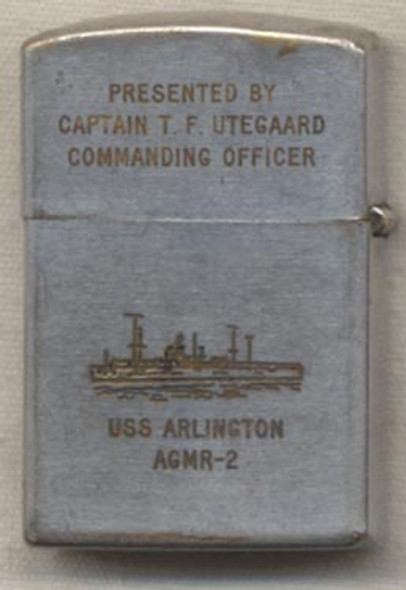 PRESENTED BY
CAPTAIN T. F. UTEGAARD
COMMANDING OFFICER
USS ARLINGTON
AGMR-2